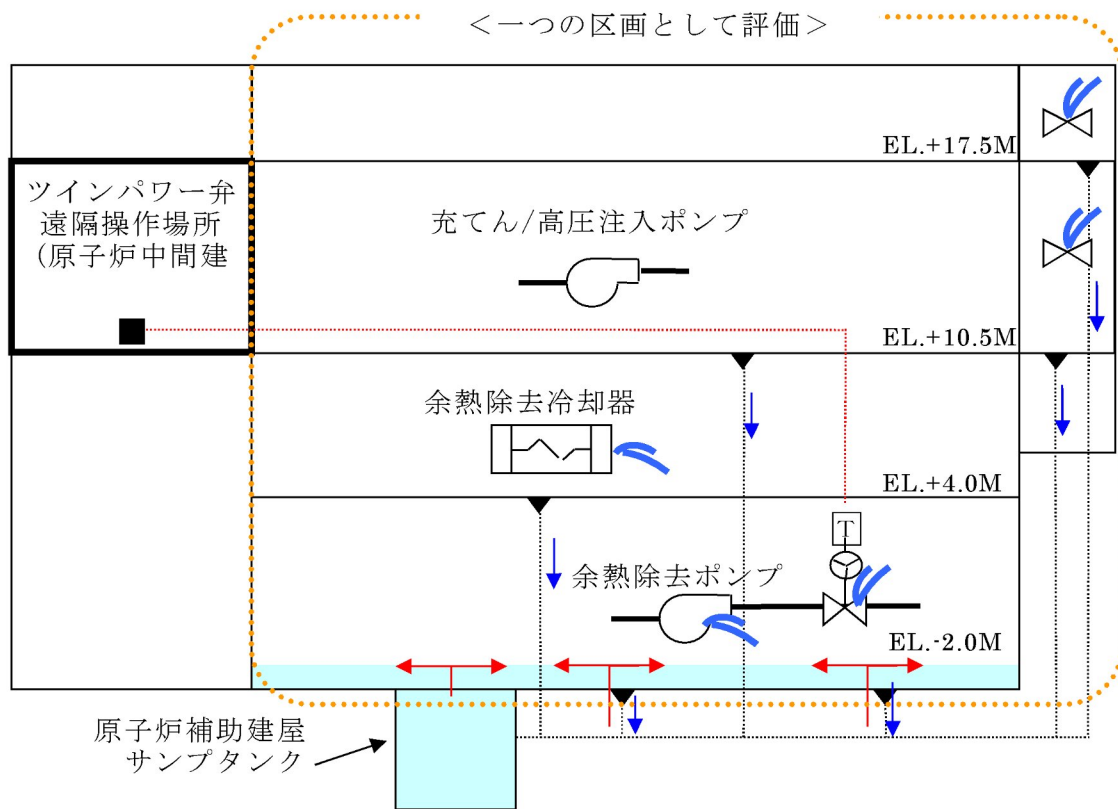 ＜一つの区画として評価＞
EL.+17.5M
ツインパワー弁
遠隔操作場所
(原子炉中間建
充てん/高圧注入ポンプ
EL.+10.5M
余熱除去冷却器
EL.+4.0M
T
余熱除去ポンプ
EL.-2.0M
原子炉補助建屋
サンプタンク